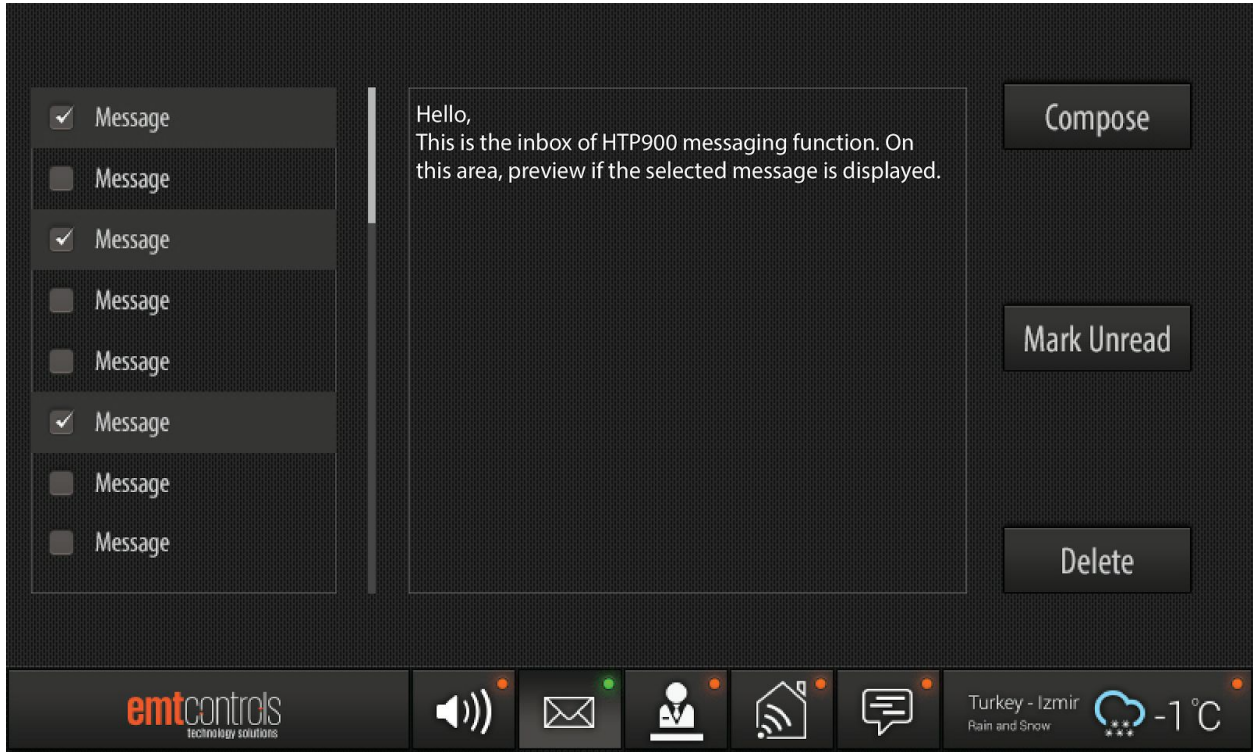 Message
Message
Message
Message
Message
Message
Message
Message
Hello,
This is the inbox of HTP900 messaging function. On
this area, preview if the selected message is displayed.
Compose
Mark Unread
Delete
emtcontrols
technology solutions
Turkey - Izmir
Rain and Snow
-1 °C